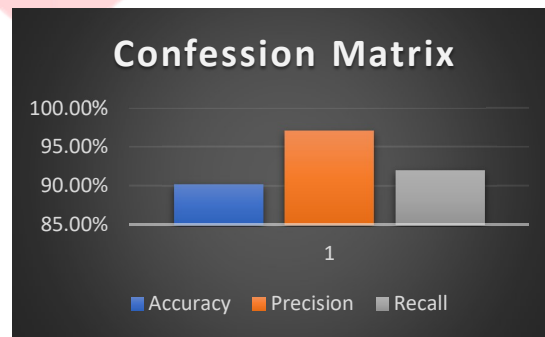 Confession Matrix
100.00%
95.00%
90.00%
85.00%
1
Accuracy Precision Recall